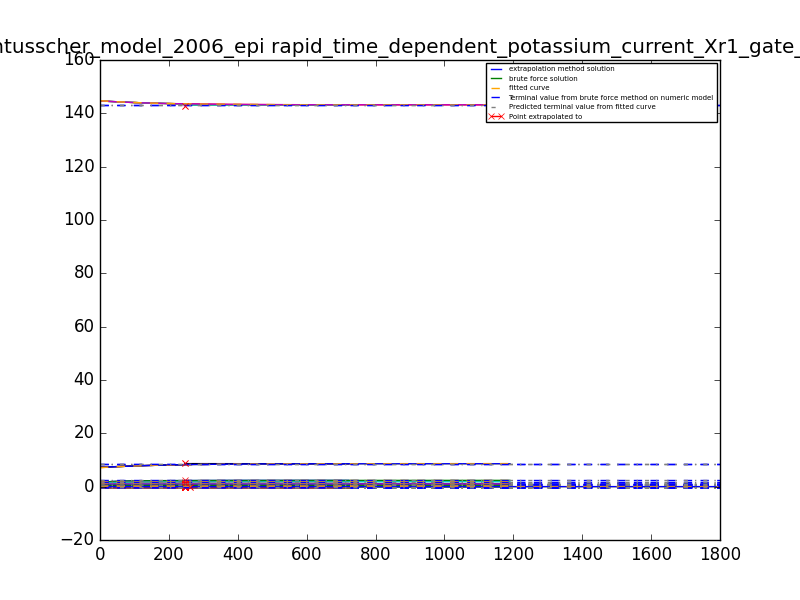 ntusscher_model_2006_epi rapid_time_dependent_potassium_current_Xr1_gate_
160
140
120
100
80
60
40
20
0
−20
extrapolation method solution
brute force solution
fitted curve
Terminal value from brute force method on numeric model
Predicted terminal value from fitted curve
Point extrapolated to
0 200 400 600 800 1000 1200 1400 1600 1800